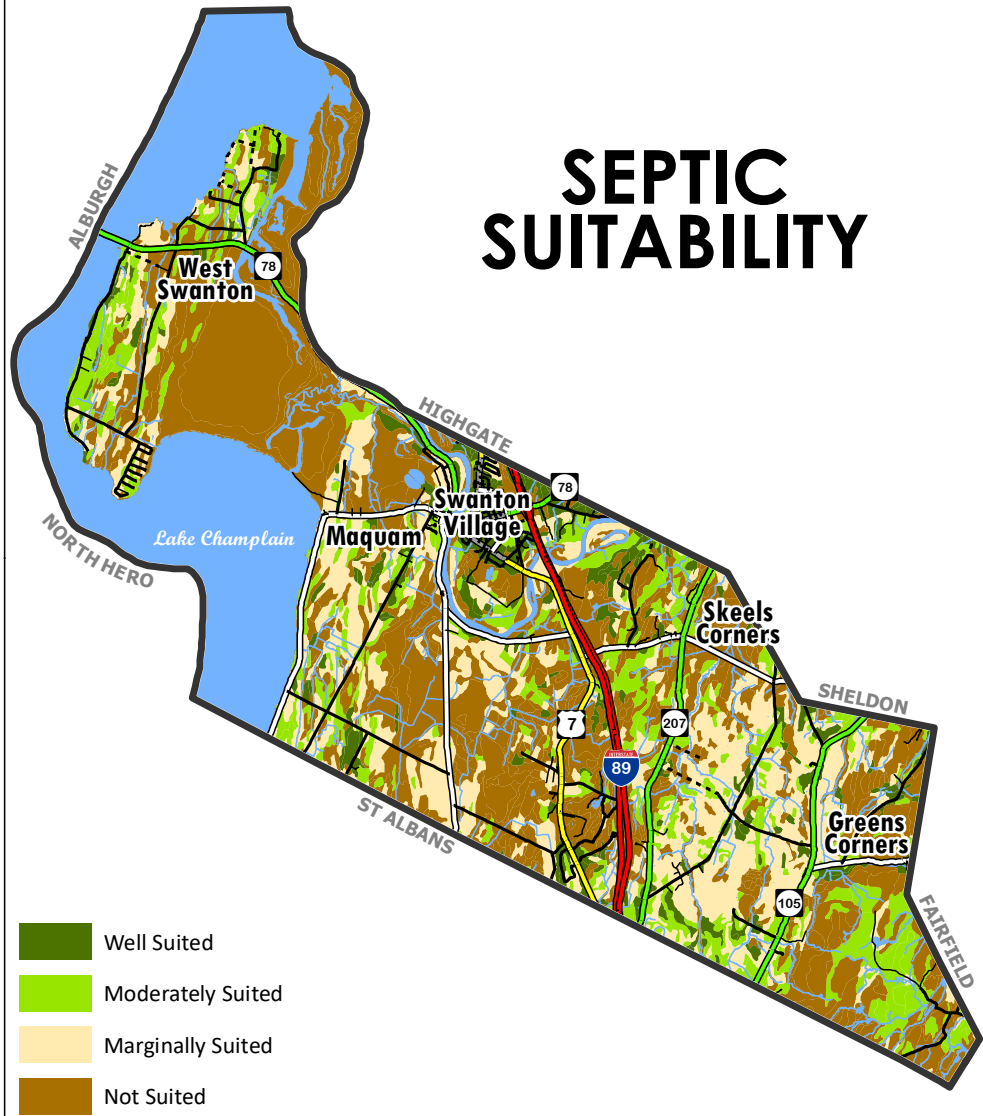 SEPTIC
SUITABILITY
ALBURGH
West
Swanton
78
HIGHGATE
78
Swanton
Village
NORTH HERO
Lake Champlain
Maquam
Skeels
Corners
SHELDON
7
207
INTERSTATE
89
ST ALBANS
Greens
Corners
105
FAIRFIELD
Well Suited
Moderately Suited
Marginally Suited
Not Suited